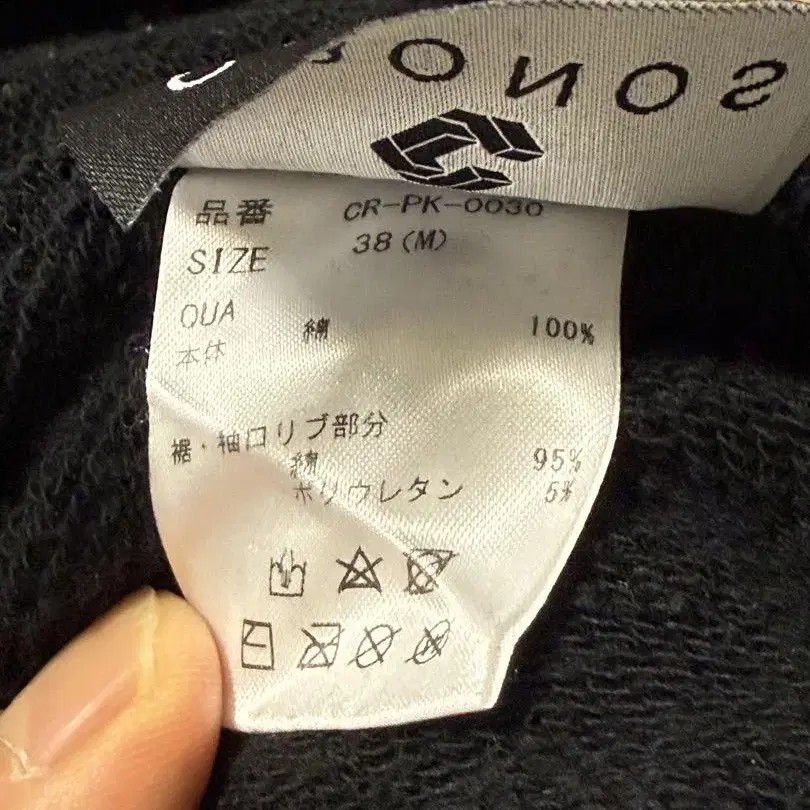 CRONOS
品番 CR-PK-0030
SIZE 38(M)
QUA
本体 綿 100%
裾・袖口リブ部分
綿 95%
ポリウレタン 5%